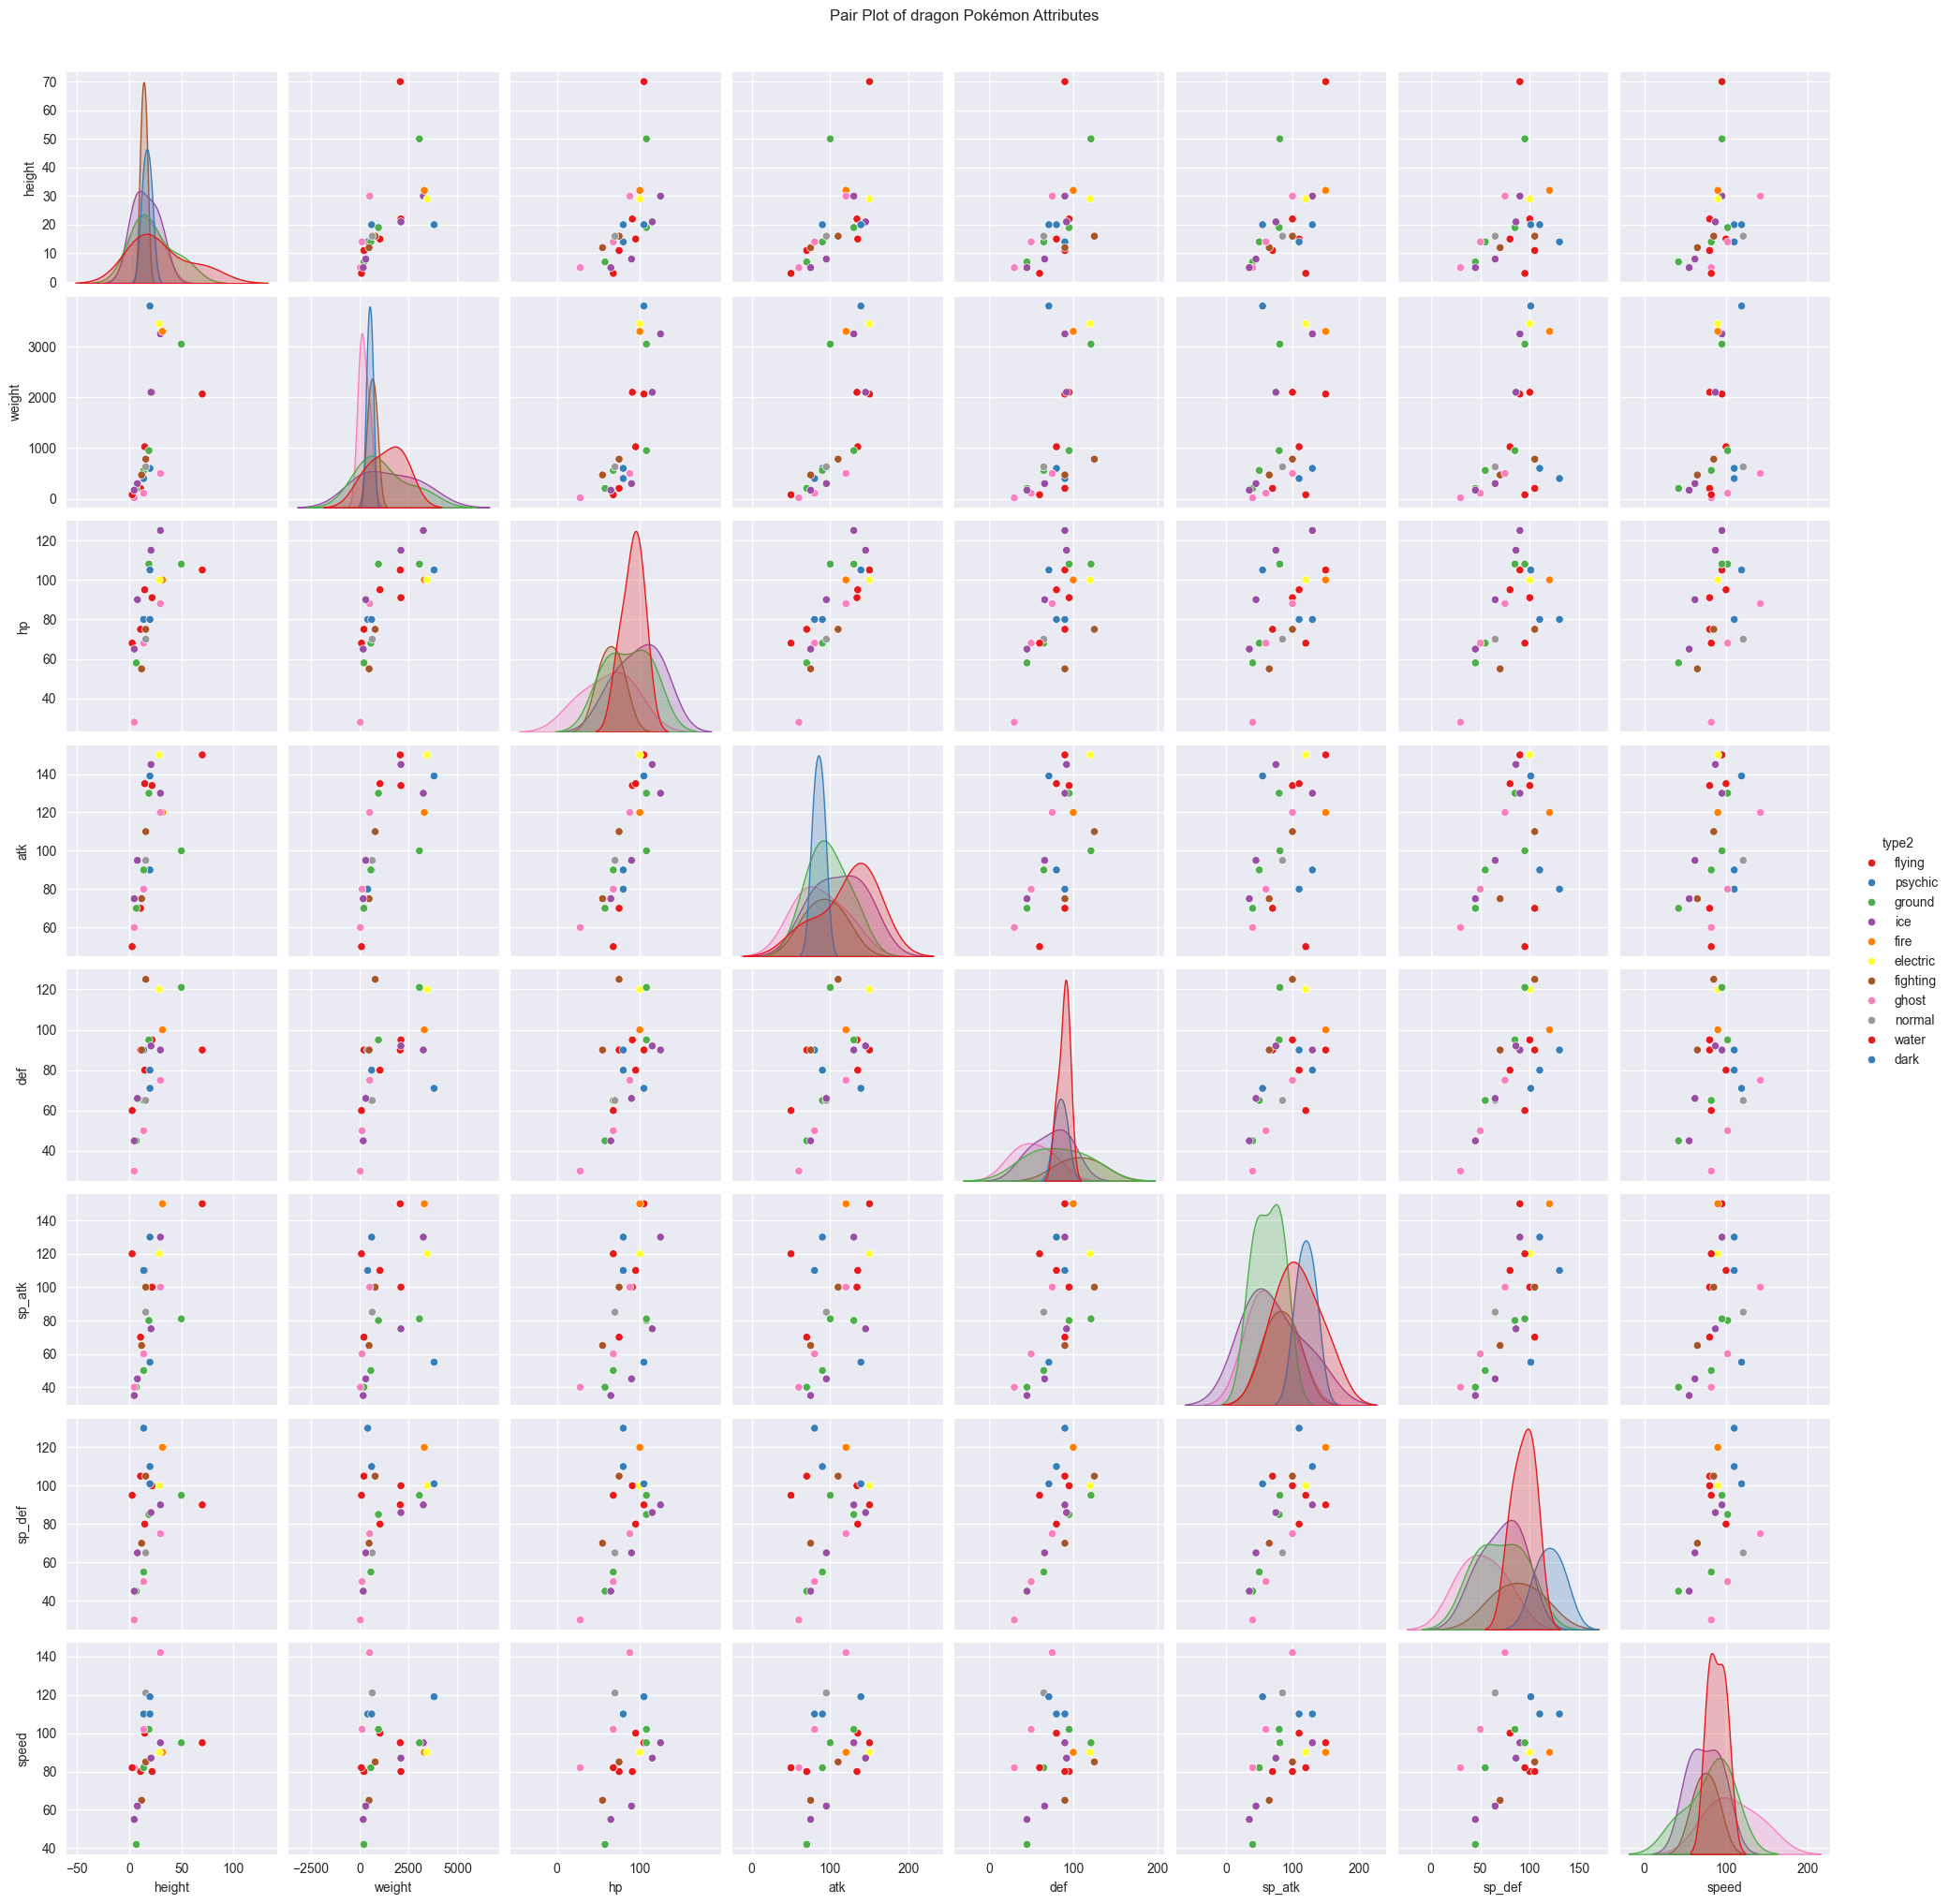 Pair Plot of dragon Pokémon Attributes
70
60
50
40
30
20
10
0
height
3000
2000
1000
0
weight
120
100
80
60
40
hp
140
120
100
80
60
atk
120
100
80
60
40
def
140
120
100
80
60
40
sp_atk
120
100
80
60
40
sp_def
140
120
100
80
60
40
speed
−50 0 50 100
−2500 0 2500 5000
0 100
0 100 200
0 100 200
0 100 200
0 50 100 150
0 100 200
height weight hp atk def sp_atk sp_def speed
type2
flying
psychic
ground
ice
fire
electric
fighting
ghost
normal
water
dark